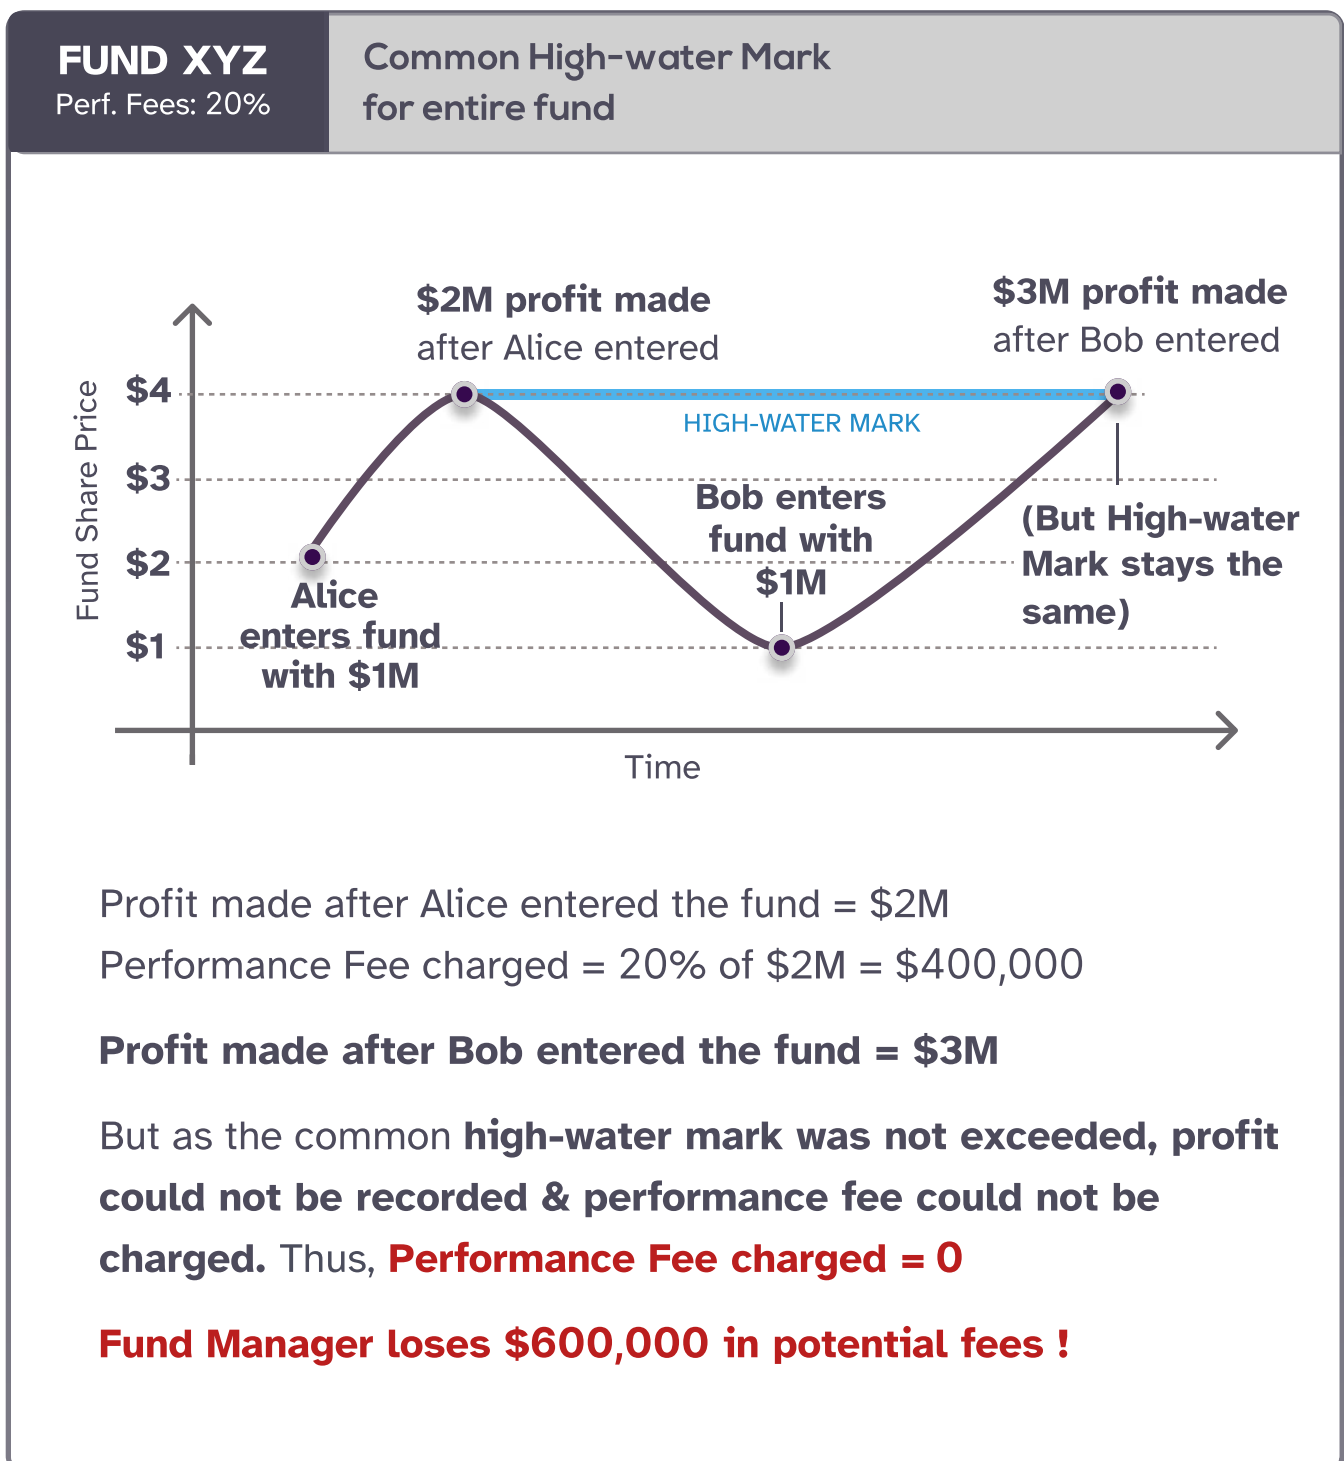 FUND XYZ
Perf. Fees: 20%
Common High-water Mark
for entire fund
$2M profit made
after Alice entered
$3M profit made
after Bob entered
Fund Share Price
$4
$3
$2
$1
HIGH-WATER MARK
Bob enters
fund with
$1M
(But High-water
Mark stays the
same)
Alice
enters fund
with $1M
Time
Profit made after Alice entered the fund = $2M
Performance Fee charged = 20% of $2M = $400,000
Profit made after Bob entered the fund = $3M
But as the common high-water mark was not exceeded, profit
could not be recorded & performance fee could not be
charged. Thus, Performance Fee charged = 0
Fund Manager loses $600,000 in potential fees !